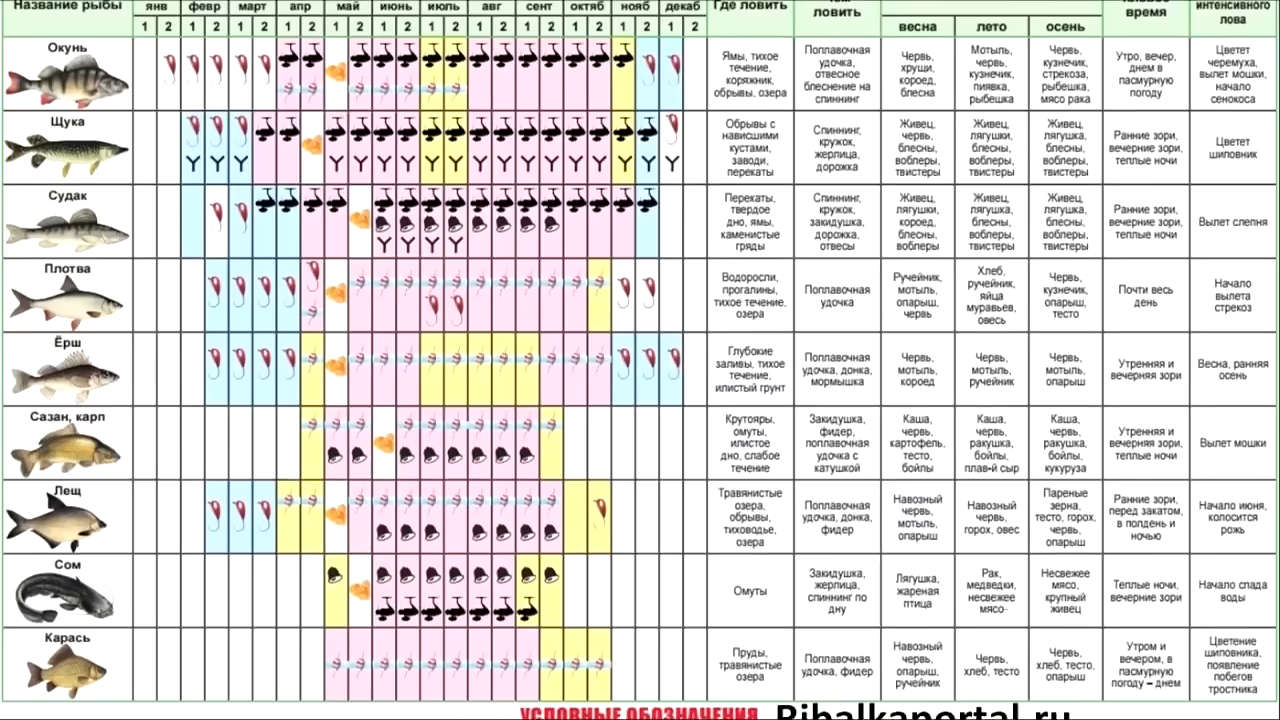 Название рыбы янв февр март апр май июнь июль авг сент октяб нояб декаб Где ловить Чем ловить время интенсивного лова
1 2 1 2 1 2 1 2 1 2 1 2 1 2 1 2 1 2 1 2 1 2 1 2 весна лето осень
Окунь
Ямы, тихое
течение,
коряжник,
обрывы, озера
Поплавочная
удочка,
отвесное
блеснение на
спиннинг
Червь,
хрущи,
короед,
блесна
Мотыль,
червь,
кузнечик,
пиявка,
рыбешка
Червь,
кузнечик,
стрекоза,
рыбешка,
мясо рака
Утро, вечер,
днем в
пасмурную
погоду
Цветет
черемуха,
вылет мошки,
начало
сенокоса
Щука
Обрывы с
нависшими
кустами,
заводи,
перекаты
Спиннинг,
кружок,
жерлица,
дорожка
Живец,
червь,
блесны,
воблеры,
твистеры
Живец,
лягушки,
блесны,
воблеры,
твистеры
Живец,
лягушка,
блесны,
воблеры,
твистеры
Ранние зори,
вечерние зори,
теплые ночи
Цветет
шиповник
Судак
Перекаты,
твердое
дно, ямы,
каменистые
гряды
Спиннинг,
кружок,
закидушка,
дорожка,
отвесы
Живец,
лягушки,
короед,
блесны,
воблеры
Живец,
лягушка,
блесны,
воблеры,
твистеры
Живец,
лягушка,
блесны,
воблеры,
твистеры
Ранние зори,
вечерние зори,
теплые ночи
Вылет слепня
Плотва
Водоросли,
прогалины,
тихое течение,
озера
Поплавочная
удочка
Ручейник,
мотыль,
опарыш,
червь
Хлеб,
ручейник,
яйца
муравьев,
овесь
Червь,
кузнечик,
опарыш,
тесто
Почти весь
день
Начало
вылета
стрекоз
Ёрш
Глубокие
заливы, тихое
течение,
илистый грунт
Поплавочная
удочка, донка,
мормышка
Червь,
мотыль,
короед
Червь,
мотыль,
ручейник
Червь,
мотыль,
опарыш
Утренняя и
вечерняя зори
Весна, ранняя
осень
Сазан, карп
Крутояры,
омуты,
илистое
дно, слабое
течение
Закидушка,
фидер,
поплавочная
удочка с
катушкой
Каша,
червь,
картофель,
тесто,
бойлы
Каша,
червь,
ракушка,
бойлы,
плав-й сыр
Каша,
червь,
ракушка,
бойлы,
кукуруза
Утренняя и
вечерняя зори,
теплые ночи
Вылет мошки
Лещ
Травянистые
озера,
обрывы,
тиховодье,
озера
Поплавочная
удочка, донка,
фидер
Навозный
червь,
мотыль,
опарыш
Навозный
червь,
горох, овес
Пареные
зерна,
тесто, горох,
червь,
опарыш
Ранние зори,
перед закатом,
в полдень и
ночью
Начало июня,
колосится
рожь
Сом
Омуты
Закидушка,
жерлица,
спиннинг по
дну
Лягушка,
жареная
птица
Рак,
медведки,
несвежее
мясо-
Несвежее
мясо,
крупный
живец
Теплые ночи,
вечерние зори
Начало спада
воды
Карась
Пруды,
травянистые
озера
Поплавочная
удочка, фидер
Навозный
червь,
опарыш,
ручейник
Червь,
хлеб, тесто
Червь,
хлеб, тесто,
опарыш
Утром и
вечером, в
пасмурную
погоду – днем
Цветение
шиповника,
появление
побегов
тростника
УСЛОВНЫЕ ОБОЗНАЧЕНИЯ Ribalkaportal.ru